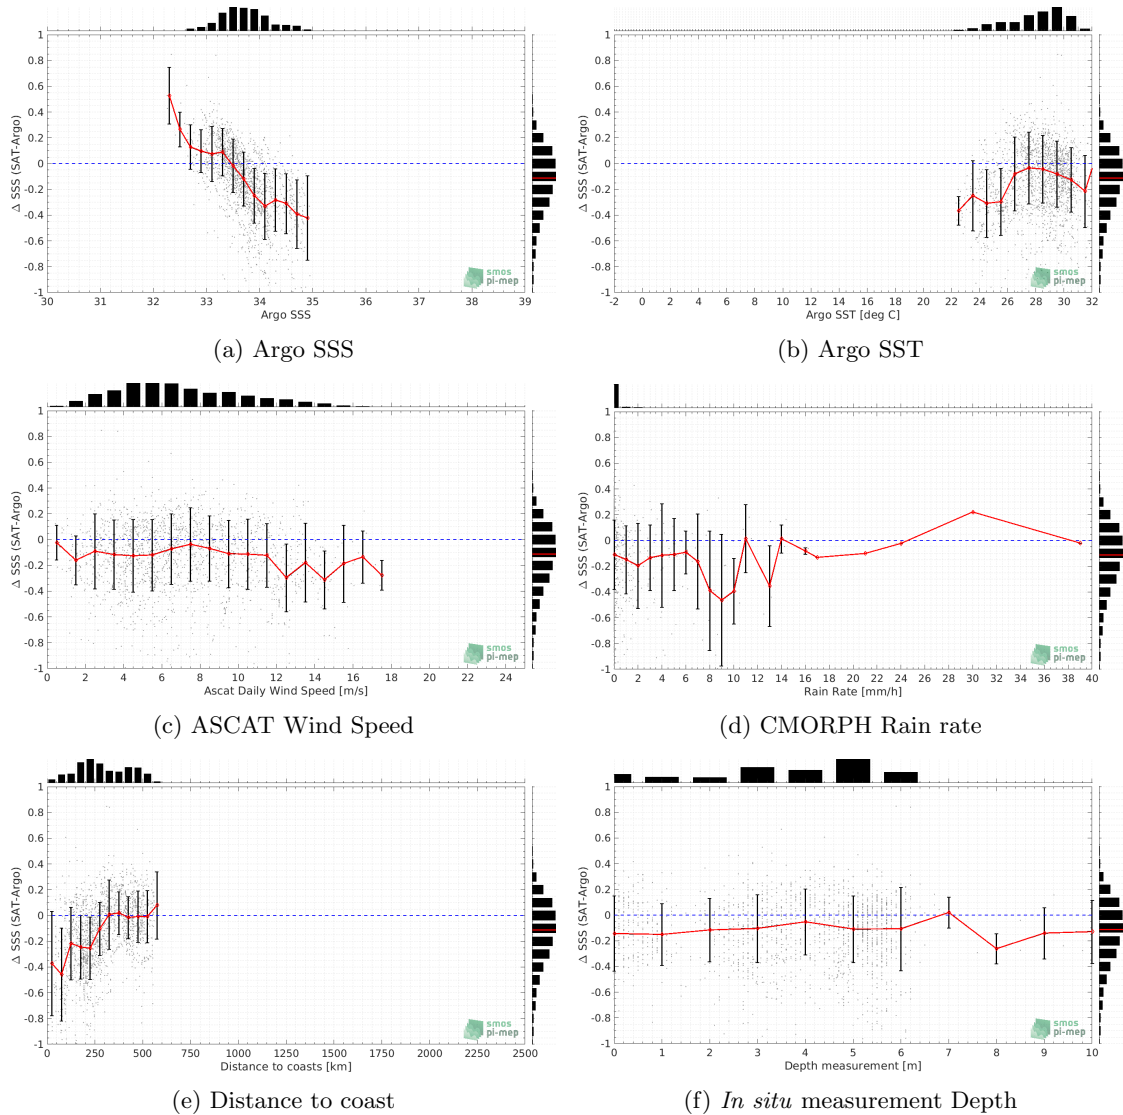 1
0.8
0.6
0.4
0.2
0
-0.2
-0.4
-0.6
-0.8
-1
Δ SSS (SAT-Argo)
smos
pi-mep
30 31 32 33 34 35 36 37 38 39
Argo SSS
(a) Argo SSS
1
0.8
0.6
0.4
0.2
0
-0.2
-0.4
-0.6
-0.8
-1
Δ SSS (SAT-Argo)
smos
pi-mep
-2 0 2 4 6 8 10 12 14 16 18 20 22 24 26 28 30 32
Argo SST [deg C]
(b) Argo SST
1
0.8
0.6
0.4
0.2
0
-0.2
-0.4
-0.6
-0.8
-1
Δ SSS (SAT-Argo)
smos
pi-mep
0 2 4 6 8 10 12 14 16 18 20 22 24
Ascat Daily Wind Speed [m/s]
(c) ASCAT Wind Speed
1
0.8
0.6
0.4
0.2
0
-0.2
-0.4
-0.6
-0.8
-1
Δ SSS (SAT-Argo)
smos
pi-mep
0 2 4 6 8 10 12 14 16 18 20 22 24 26 28 30 32 34 36 38 40
Rain Rate [mm/h]
(d) CMORPH Rain rate
1
0.8
0.6
0.4
0.2
0
-0.2
-0.4
-0.6
-0.8
-1
Δ SSS (SAT-Argo)
smos
pi-mep
0 250 500 750 1000 1250 1500 1750 2000 2250 2500
Distance to coasts [km]
(e) Distance to coast
1
0.8
0.6
0.4
0.2
0
-0.2
-0.4
-0.6
-0.8
-1
Δ SSS (SAT-Argo)
smos
pi-mep
0 1 2 3 4 5 6 7 8 9 10
Depth measurement [m]
(f) In situ measurement Depth